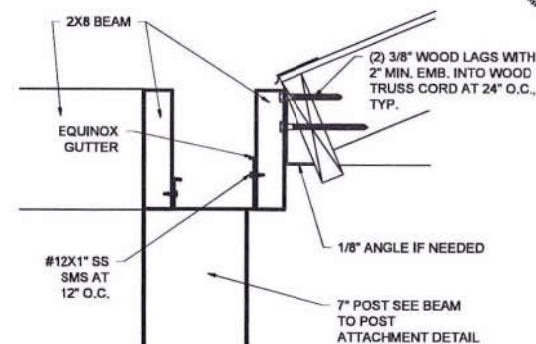 2X8 BEAM
(2) 3/8" WOOD LAGS WITH
2" MIN. EMB. INTO WOOD
TRUSS CORD AT 24" O.C.,
TYP.
EQUINOX
GUTTER
1/8" ANGLE IF NEEDED
#12X1" SS
SMS AT
12" O.C.
7" POST SEE BEAM
TO POST
ATTACHMENT DETAIL